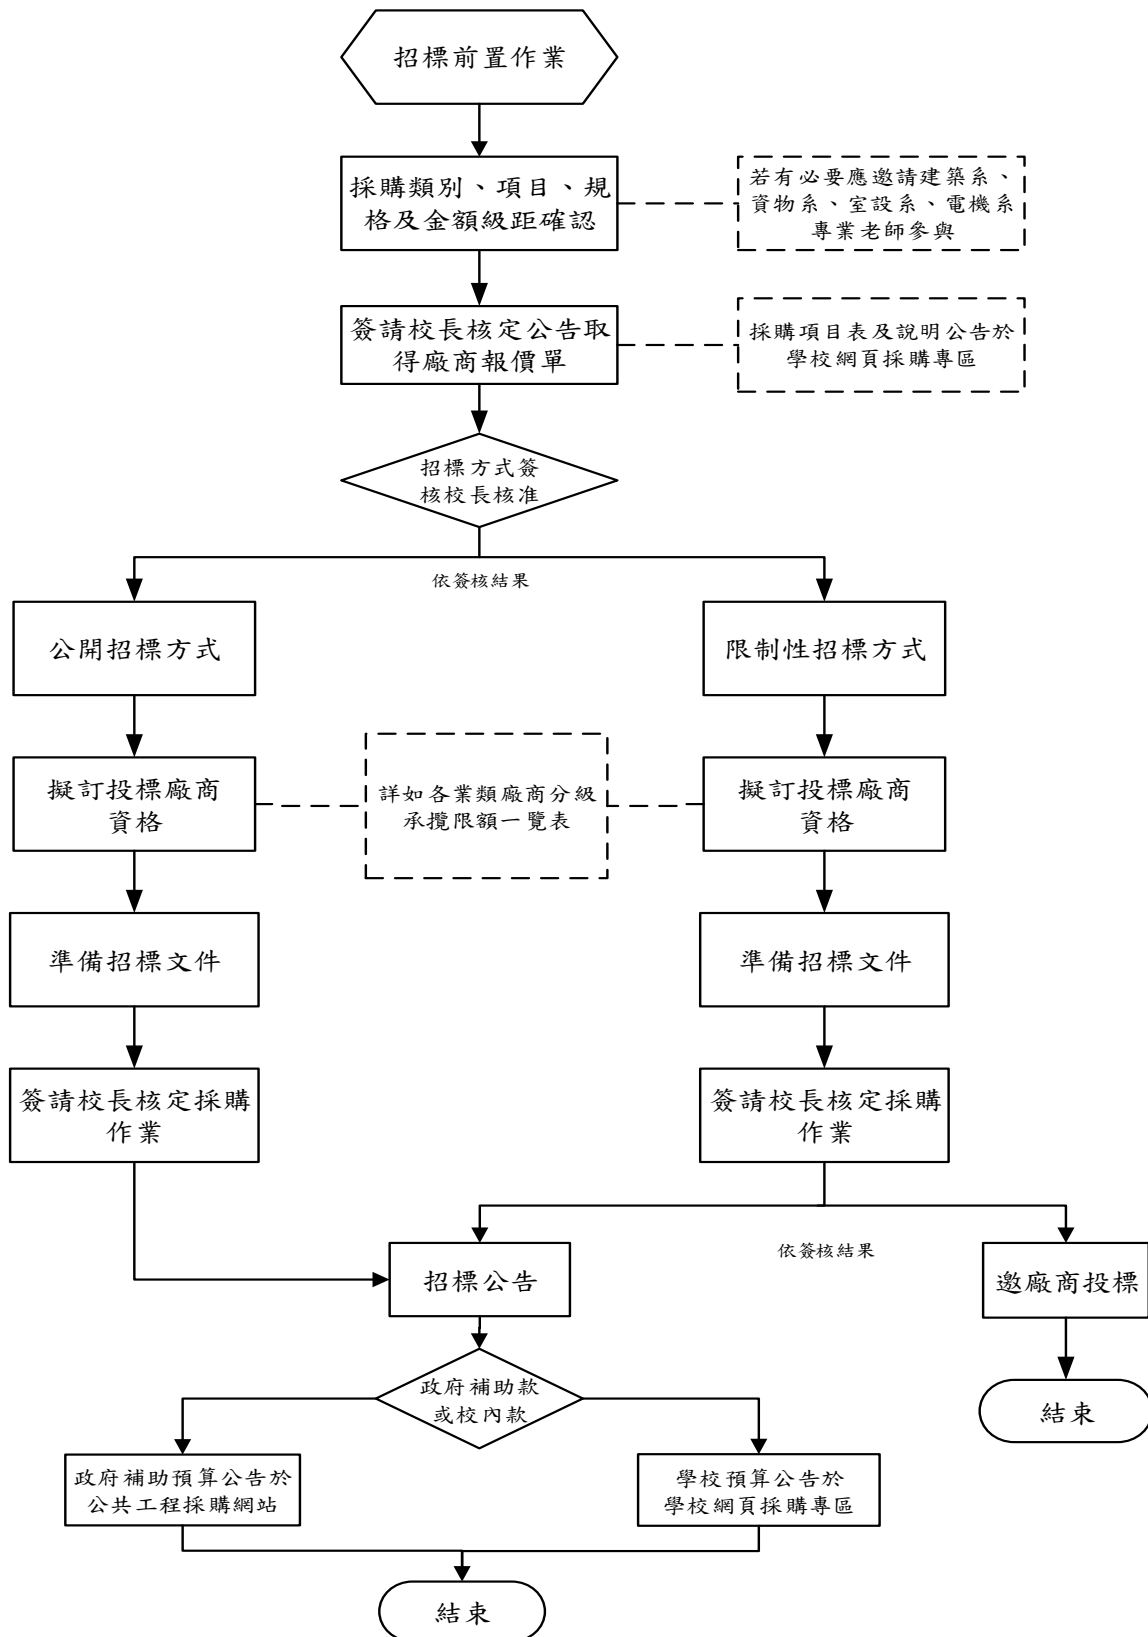 招標前置作業
採購類別、項目、規
格及金額級距確認
若有必要應邀請建築系、
資物系、室設系、電機系
專業老師參與
簽請校長核定公告取
得廠商報價單
採購項目表及說明公告於
學校網頁採購專區
招標方式簽
核校長核准
依簽核結果
公開招標方式
限制性招標方式
擬訂投標廠商
資格
詳如各業類廠商分級
承攬限額一覽表
擬訂投標廠商
資格
準備招標文件
準備招標文件
簽請校長核定採購
作業
簽請校長核定採購
作業
依簽核結果
招標公告
邀廠商投標
政府補助款
或校內款
結束
政府補助預算公告於
公共工程採購網站
學校預算公告於
學校網頁採購專區
結束